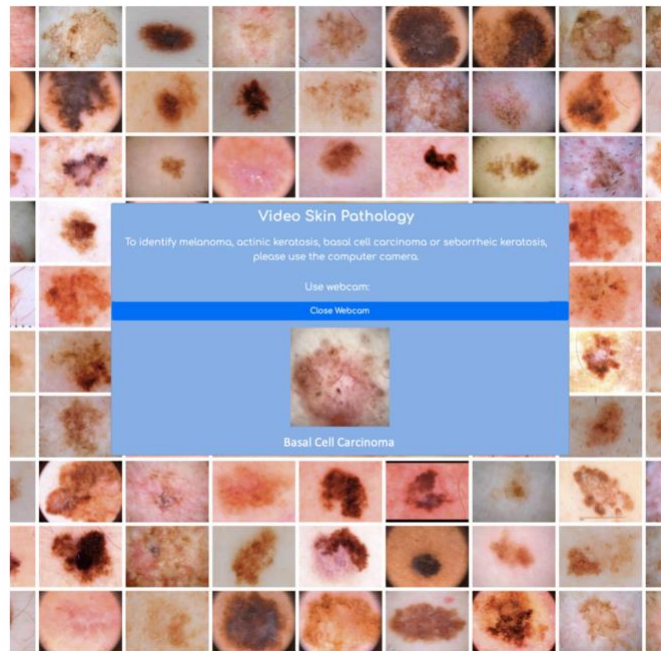 Video Skin Pathology
To identify melanoma, actinic keratosis, basal cell carcinoma or seborrheic keratosis,
please use the computer camera.
Use webcam:
Close Webcam
Basal Cell Carcinoma